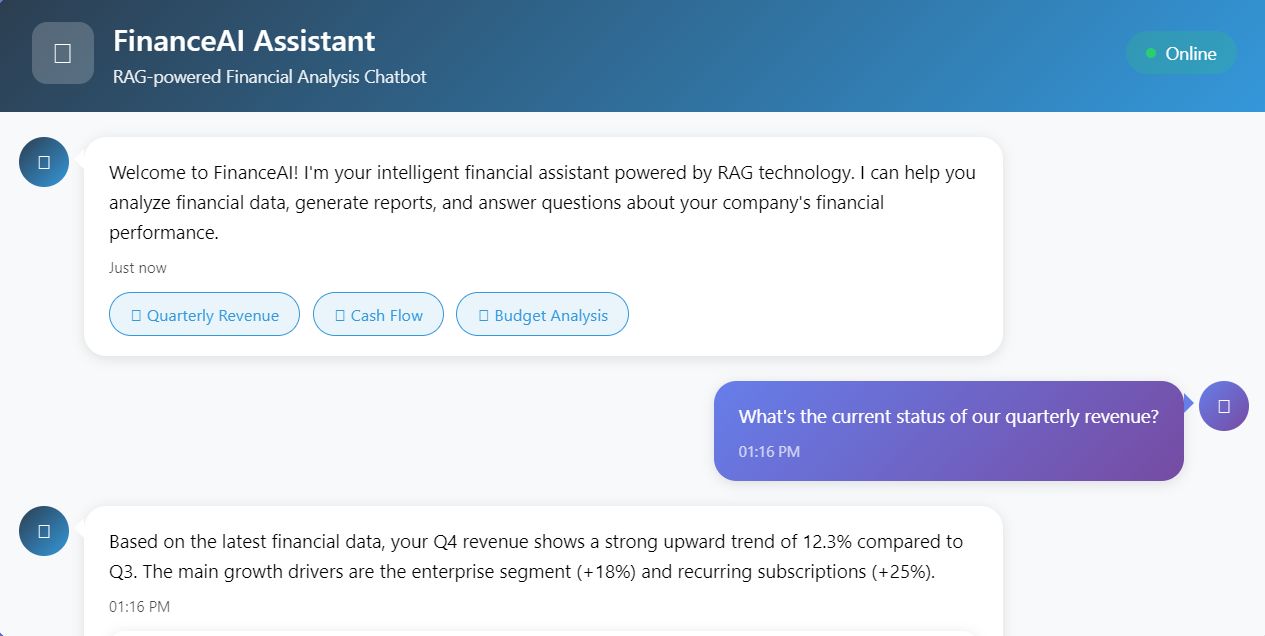 FinanceAI Assistant
RAG-powered Financial Analysis Chatbot
Online
Welcome to FinanceAI! I'm your intelligent financial assistant powered by RAG technology. I can help you
analyze financial data, generate reports, and answer questions about your company's financial
performance.
Just now
Quarterly Revenue
Cash Flow
Budget Analysis
What's the current status of our quarterly revenue?
01:16 PM
Based on the latest financial data, your Q4 revenue shows a strong upward trend of 12.3% compared to
Q3. The main growth drivers are the enterprise segment (+18%) and recurring subscriptions (+25%).
01:16 PM